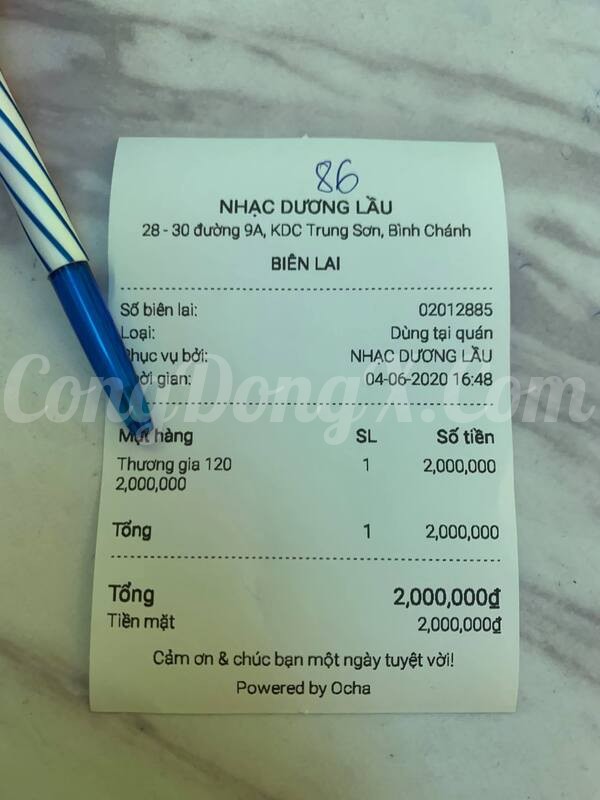 86
NHẠC DƯƠNG LẦU
28 - 30 đường 9A, KDC Trung Sơn, Bình Chánh
BIÊN LAI
Số biên lai: 02012885
Loại: Dùng tại quán
Phục vụ bởi: NHẠC DƯƠNG LẦU
gian: 04-06-2020 16:48
CongDongX.Com
Mặt hàng SL Số tiền
Thương gia 120 1 2,000,000
2,000,000
Tổng 1 2,000,000
Tổng 2,000,000₫
Tiền mặt 2,000,000₫
Cảm ơn & chúc bạn một ngày tuyệt vời!
Powered by Ocha